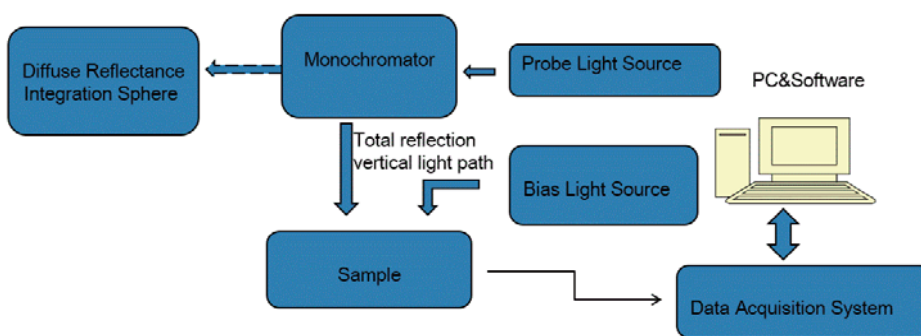 Diffuse Reflectance
Integration Sphere
Monochromator
Probe Light Source
PC&Software
Total reflection
vertical light path
Bias Light Source
Sample
Data Acquisition System